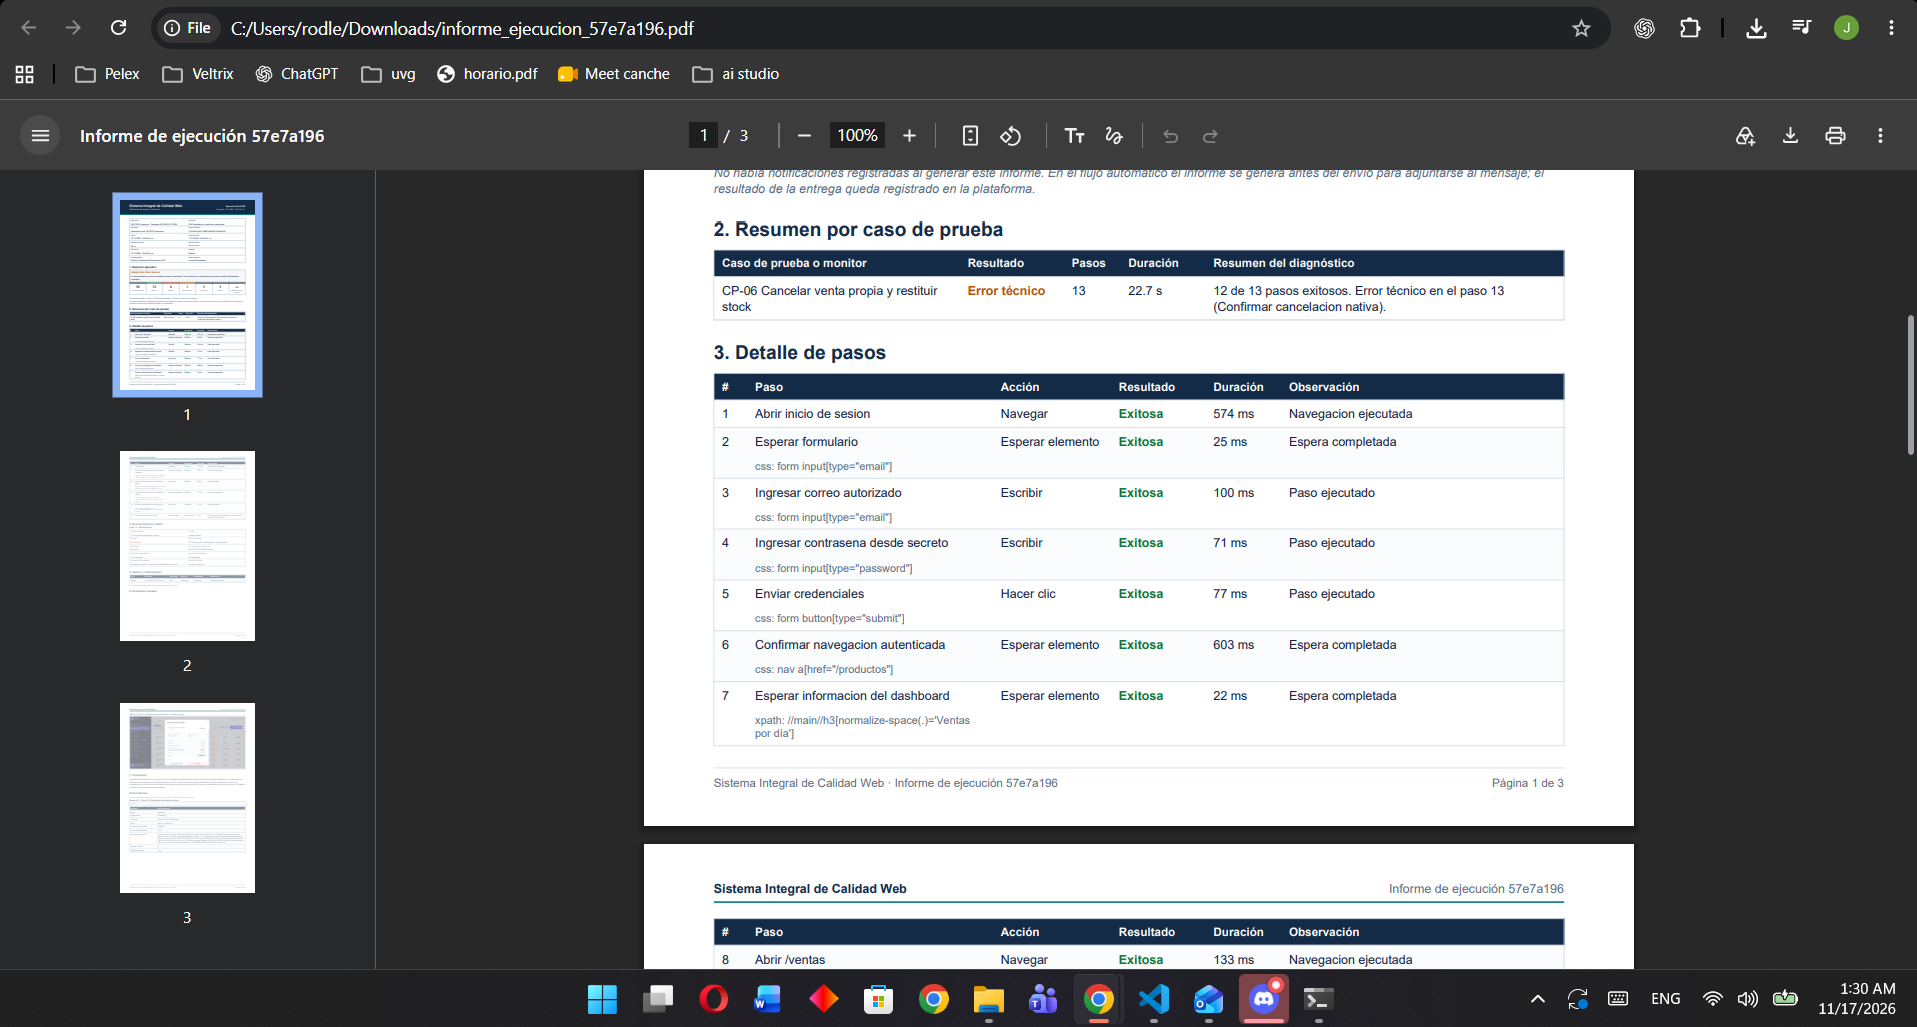 File C:/Users/rodle/Downloads/informe_ejecucion_57e7a196.pdf J
Pelex Veltrix ChatGPT uvg horario.pdf Meet canche ai studio
Informe de ejecución 57e7a196 1 / 3 100%
No había notificaciones registradas al generar este informe. En el flujo automático el informe se genera antes del envío para adjuntarse al mensaje; el
resultado de la entrega queda registrado en la plataforma.
2. Resumen por caso de prueba
Caso de prueba o monitor Resultado Pasos Duración Resumen del diagnóstico
CP-06 Cancelar venta propia y restituir Error técnico 13 22.7 s 12 de 13 pasos exitosos. Error técnico en el paso 13
stock (Confirmar cancelacion nativa).
3. Detalle de pasos
# Paso Acción Resultado Duración Observación
1 Abrir inicio de sesion Navegar Exitosa 574 ms Navegacion ejecutada
2 Esperar formulario Esperar elemento Exitosa 25 ms Espera completada
css: form input[type="email"]
3 Ingresar correo autorizado Escribir Exitosa 100 ms Paso ejecutado
css: form input[type="email"]
4 Ingresar contrasena desde secreto Escribir Exitosa 71 ms Paso ejecutado
css: form input[type="password"]
5 Enviar credenciales Hacer clic Exitosa 77 ms Paso ejecutado
css: form button[type="submit"]
6 Confirmar navegacion autenticada Esperar elemento Exitosa 603 ms Espera completada
css: nav a[href="/productos"]
7 Esperar informacion del dashboard Esperar elemento Exitosa 22 ms Espera completada
xpath: //main//h3[normalize-space(.)='Ventas
por día']
Sistema Integral de Calidad Web · Informe de ejecución 57e7a196 Página 1 de 3
Sistema Integral de Calidad Web Informe de ejecución 57e7a196
# Paso Acción Resultado Duración Observación
8 Abrir /ventas Navegar Exitosa 133 ms Navegacion ejecutada
1
2
3
ENG 1:30 AM
11/17/2026